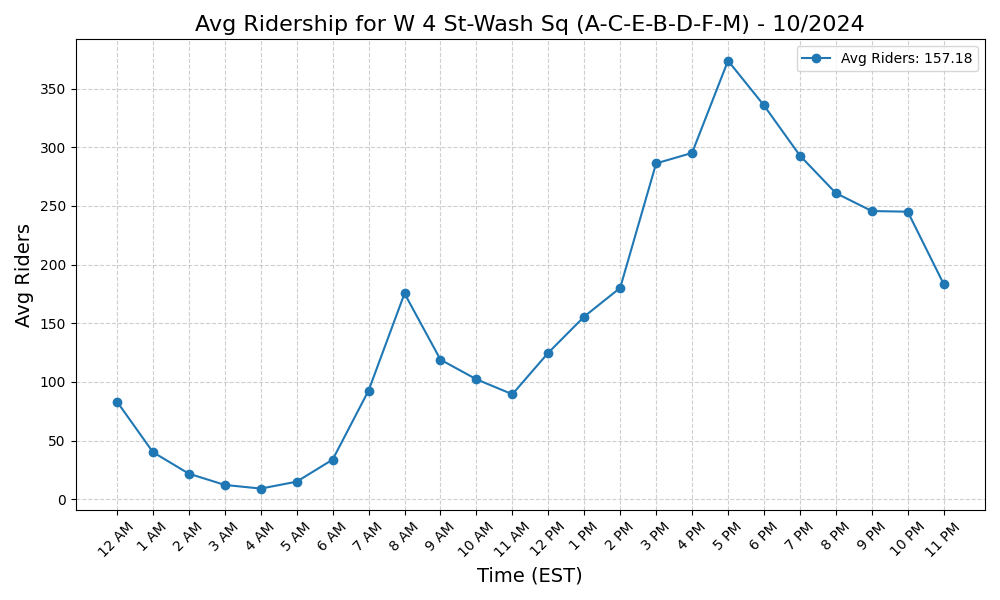 Avg Ridership for W 4 St-Wash Sq (A-C-E-B-D-F-M) - 10/2024
Avg Riders: 157.18
Avg Riders
350
300
250
200
150
100
50
0
12 AM
1 AM
2 AM
3 AM
4 AM
5 AM
6 AM
7 AM
8 AM
9 AM
10 AM
11 AM
12 PM
1 PM
2 PM
3 PM
4 PM
5 PM
6 PM
7 PM
8 PM
9 PM
10 PM
11 PM
Time (EST)